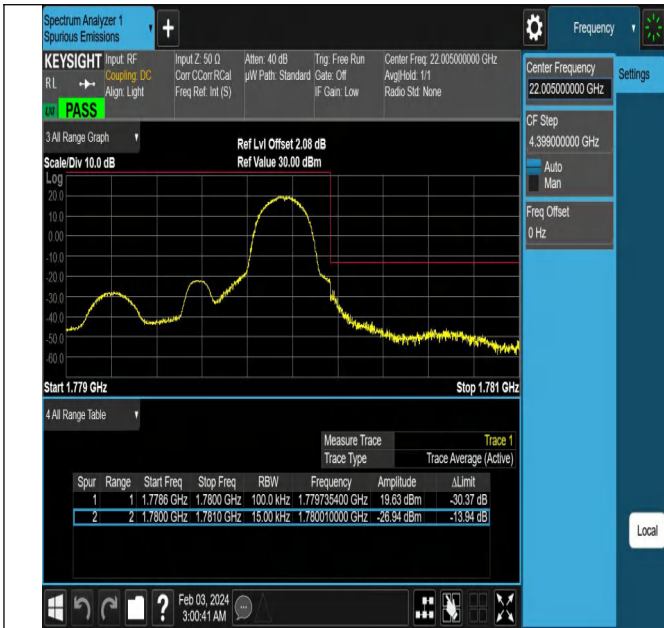 Spectrum Analyzer 1
Spurious Emissions
Frequency
KEYSIGHT
RL
Input: RF
Coupling: DC
Align: Light
Input Z: 50 Ω
Corr CCorr RCal
Freq Ref: Int (S)
Atten: 40 dB
µW Path: Standard
Trig: Free Run
Gate: Off
IF Gain: Low
Center Freq: 22.005000000 GHz
Avg|Hold: 1/1
Radio Std: None
PASS
Center Frequency
22.005000000 GHz
Settings
CF Step
4.399000000 GHz
Auto
Man
Freq Offset
0 Hz
3 All Range Graph
Scale/Div 10.0 dB
Ref Lvl Offset 2.08 dB
Ref Value 30.00 dBm
Log
20.0
10.0
0.00
-10.0
-20.0
-30.0
-40.0
-50.0
-60.0
Start 1.779 GHz
Stop 1.781 GHz
4 All Range Table
Measure Trace Trace 1
Trace Type Trace Average (Active)
Spur Range Start Freq Stop Freq RBW Frequency Amplitude ΔLimit
1 1 1.7786 GHz 1.7800 GHz 100.0 kHz 1.779735400 GHz 19.63 dBm -30.37 dB
2 2 1.7800 GHz 1.7810 GHz 15.00 kHz 1.780010000 GHz -26.94 dBm -13.94 dB
Local
Feb 03, 2024
3:00:41 AM